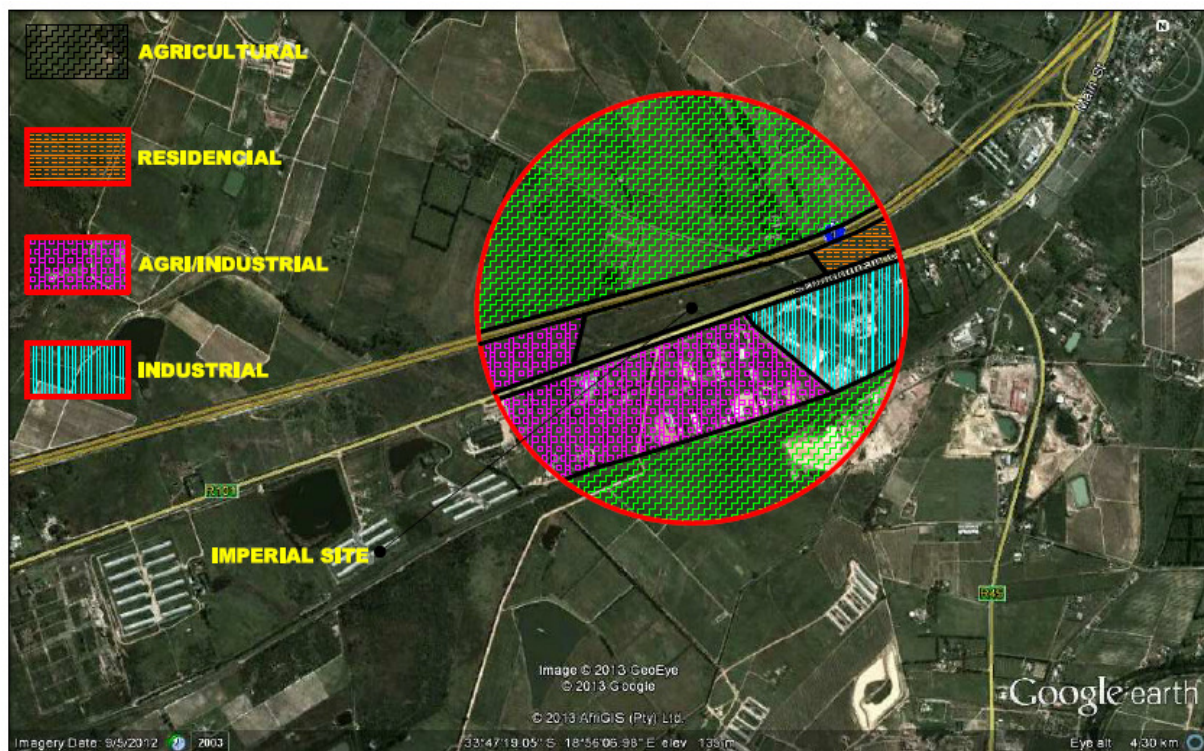 N
AGRICULTURAL
Main St
RESIDENCIAL
1
AGRI/INDUSTRIAL
INDUSTRIAL
R101
IMPERIAL SITE
R45
Image © 2013 GeoEye
© 2013 Google
© 2013 AfriGIS (Pty) Ltd.
Google earth
Imagery Date: 9/5/2012 2003 33°47'19.05" S 18°56'06.98" E elev 139 m Eye alt 4.30 km